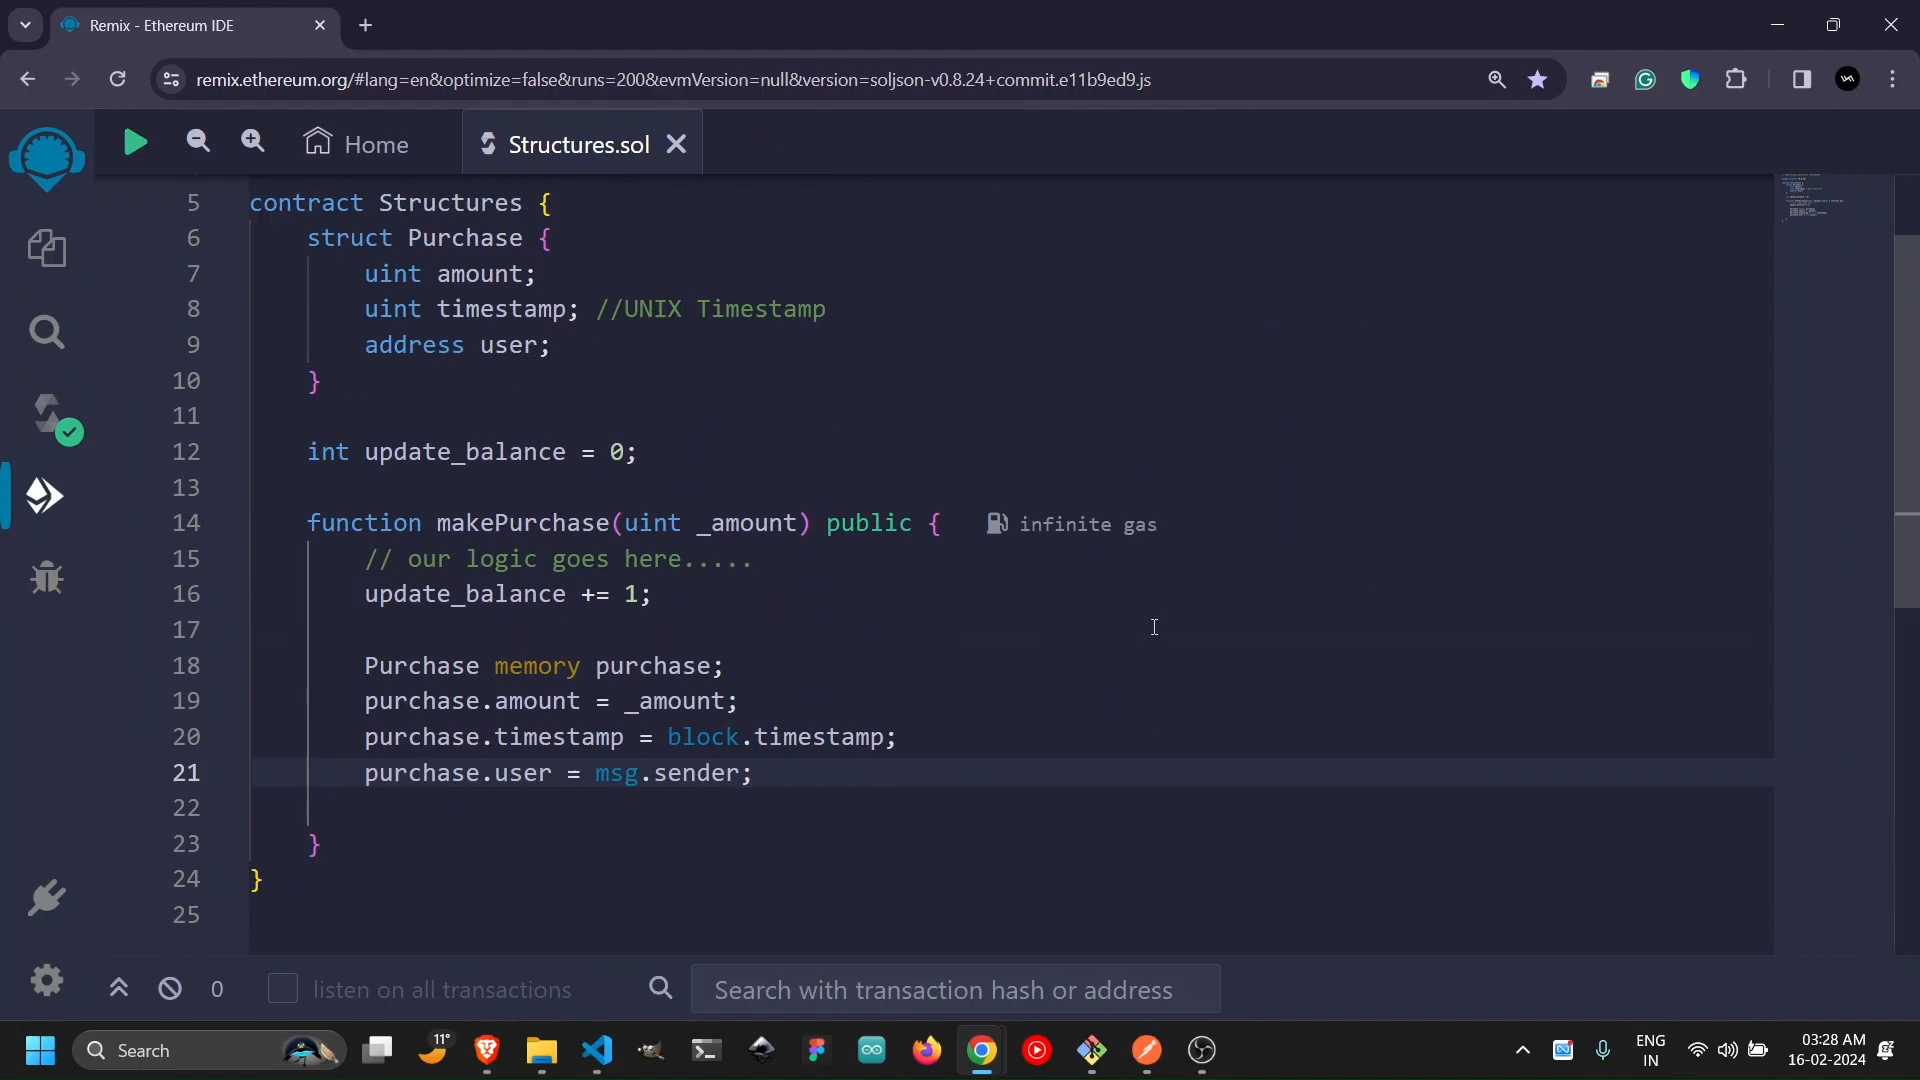 Remix - Ethereum IDE
remix.ethereum.org/#lang=en&optimize=false&runs=200&evmVersion=null&version=soljson-v0.8.24+commit.e11b9ed9.js
Home
Structures.sol
5 contract Structures {
6 struct Purchase {
7 uint amount;
8 uint timestamp; //UNIX Timestamp
9 address user;
10 }
11
12 int update_balance = 0;
13
14 function makePurchase(uint _amount) public { infinite gas
15 // our logic goes here.....
16 update_balance += 1;
17
18 Purchase memory purchase;
19 purchase.amount = _amount;
20 purchase.timestamp = block.timestamp;
21 purchase.user = msg.sender;
22
23 }
24 }
25
0 listen on all transactions Search with transaction hash or address
Search
11°
ENG
IN
03:28 AM
16-02-2024